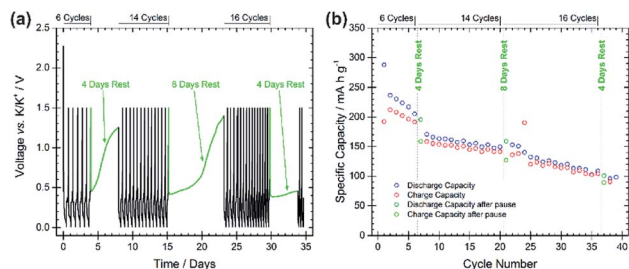 (a)
6 Cycles
14 Cycles
16 Cycles
4 Days Rest
8 Days Rest
4 Days Rest
Voltage vs. K/K⁺ / V
2.5
2.0
1.5
1.0
0.5
0.0
0 5 10 15 20 25 30 35
Time / Days
(b)
6 Cycles
14 Cycles
16 Cycles
4 Days Rest
8 Days Rest
4 Days Rest
Specific Capacity / mA h g⁻¹
350
300
250
200
150
100
50
0
Discharge Capacity
Charge Capacity
Discharge Capacity after pause
Charge Capacity after pause
0 5 10 15 20 25 30 35 40
Cycle Number